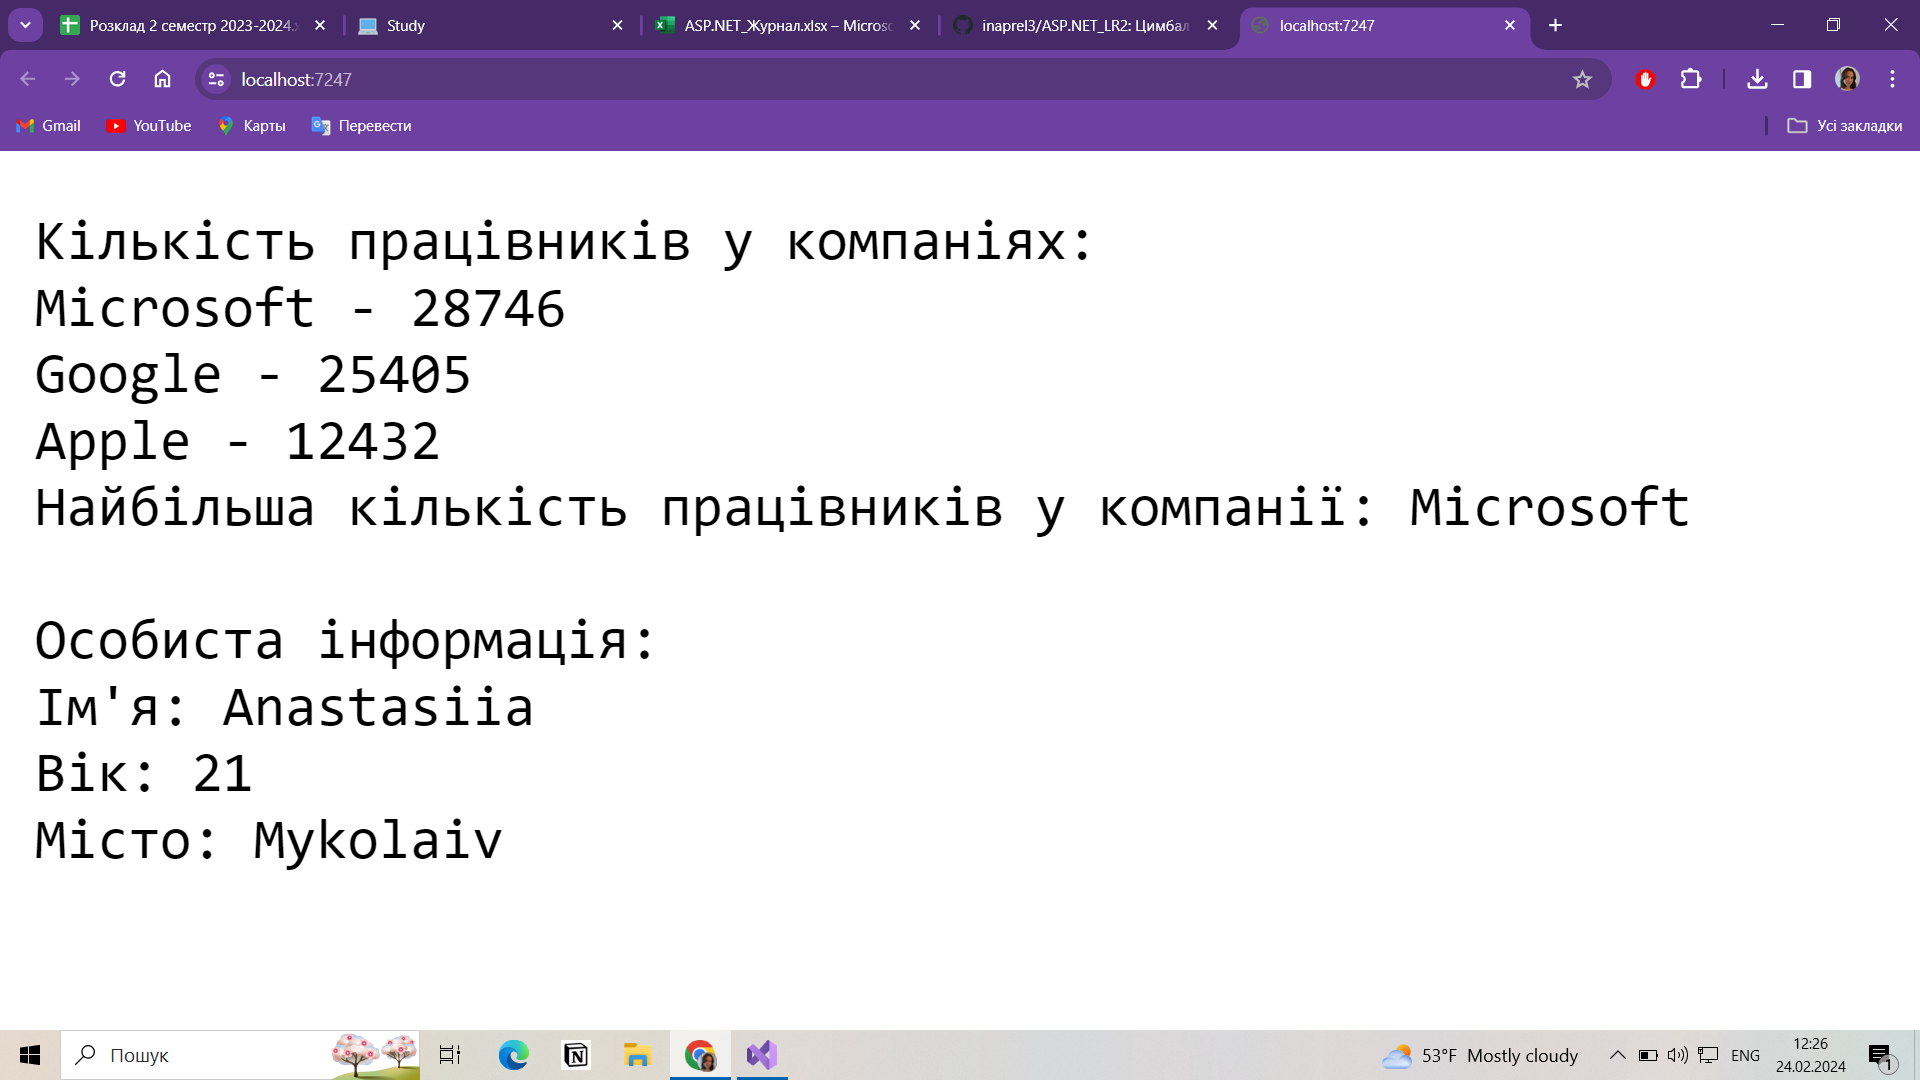 Розклад 2 семестр 2023-2024.
Study
ASP.NET_Журнал.xlsx – Microso
inaprel3/ASP.NET_LR2: Цимбал
localhost:7247
localhost:7247
Gmail
YouTube
Карты
Перевести
Усі закладки
Кількість працівників у компаніях:
Microsoft - 28746
Google - 25405
Apple - 12432
Найбільша кількість працівників у компанії: Microsoft
Особиста інформація:
Ім'я: Anastasiia
Вік: 21
Місто: Mykolaiv
Пошук
53°F Mostly cloudy
ENG
12:26
24.02.2024
1